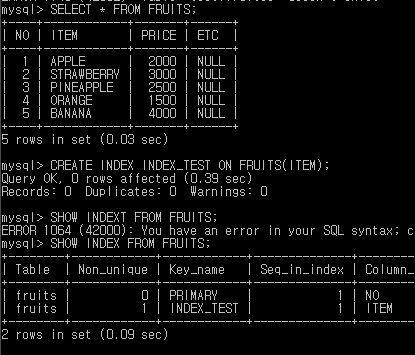 mysql> SELECT * FROM FRUITS;
+----+------------+-------+------+
| NO | ITEM       | PRICE | ETC  |
+----+------------+-------+------+
|  1 | APPLE      |  2000 | NULL |
|  2 | STRAWBERRY |  3000 | NULL |
|  3 | PINEAPPLE  |  2500 | NULL |
|  4 | ORANGE     |  1500 | NULL |
|  5 | BANANA     |  4000 | NULL |
+----+------------+-------+------+
5 rows in set (0.03 sec)
mysql> CREATE INDEX INDEX_TEST ON FRUITS(ITEM);
Query OK, 0 rows affected (0.39 sec)
Records: 0  Duplicates: 0  Warnings: 0
mysql> SHOW INDEXT FROM FRUITS;
ERROR 1064 (42000): You have an error in your SQL syntax; c
mysql> SHOW INDEX FROM FRUITS;
| Table  | Non_unique | Key_name   | Seq_in_index | Column_
| fruits |          0 | PRIMARY    |            1 | NO
| fruits |          1 | INDEX_TEST |            1 | ITEM
2 rows in set (0.09 sec)